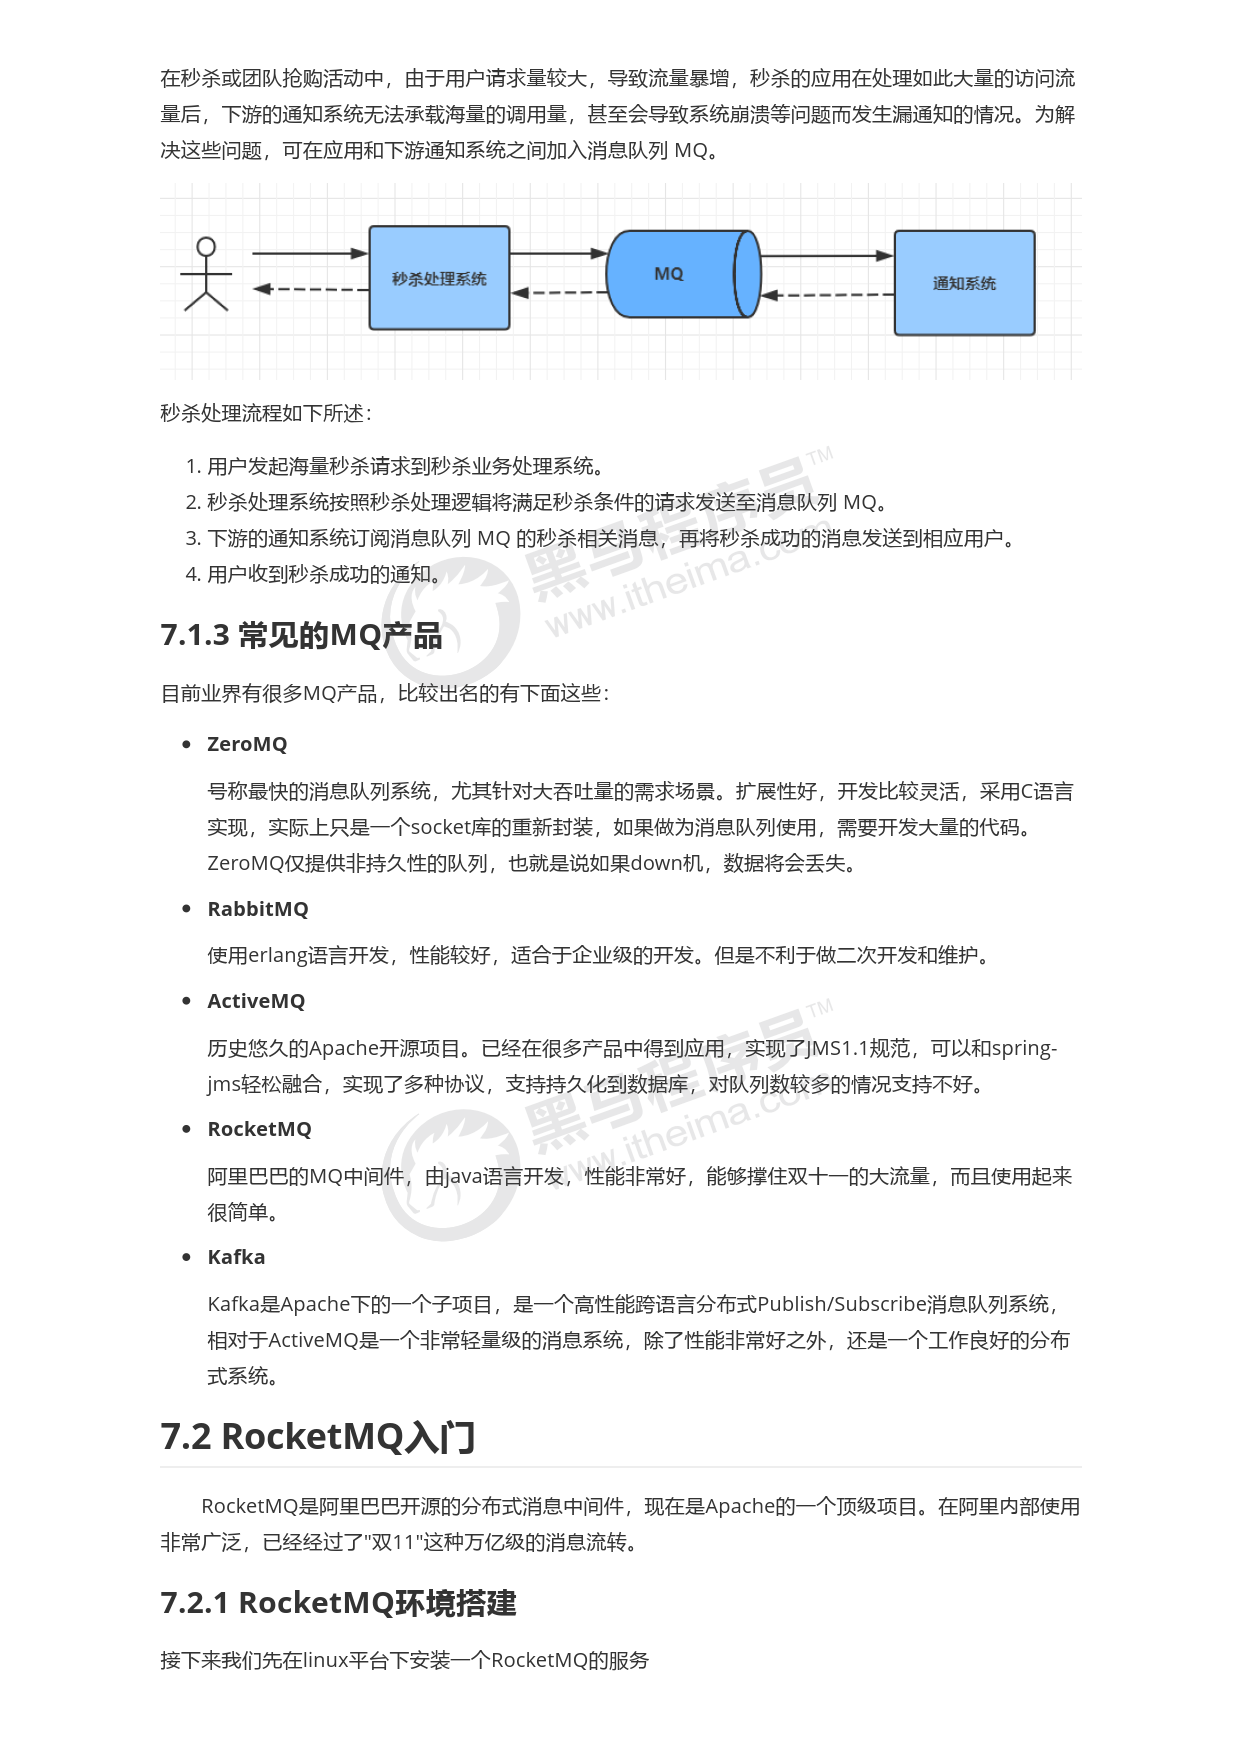 在秒杀或团队抢购活动中，由于用户请求量较大，导致流量暴增，秒杀的应用在处理如此大量的访问流
量后，下游的通知系统无法承载海量的调用量，甚至会导致系统崩溃等问题而发生漏通知的情况。为解
决这些问题，可在应用和下游通知系统之间加入消息队列 MQ。
秒杀处理系统
MQ
通知系统
秒杀处理流程如下所述：
1. 用户发起海量秒杀请求到秒杀业务处理系统。
2. 秒杀处理系统按照秒杀处理逻辑将满足秒杀条件的请求发送至消息队列 MQ。
3. 下游的通知系统订阅消息队列 MQ 的秒杀相关消息，再将秒杀成功的消息发送到相应用户。
4. 用户收到秒杀成功的通知。
黑马程序员TM
www.itheima.com
7.1.3 常见的MQ产品
目前业界有很多MQ产品，比较出名的有下面这些：
• ZeroMQ
号称最快的消息队列系统，尤其针对大吞吐量的需求场景。扩展性好，开发比较灵活，采用C语言
实现，实际上只是一个socket库的重新封装，如果做为消息队列使用，需要开发大量的代码。
ZeroMQ仅提供非持久性的队列，也就是说如果down机，数据将会丢失。
• RabbitMQ
使用erlang语言开发，性能较好，适合于企业级的开发。但是不利于做二次开发和维护。
• ActiveMQ
历史悠久的Apache开源项目。已经在很多产品中得到应用，实现了JMS1.1规范，可以和spring-
jms轻松融合，实现了多种协议，支持持久化到数据库，对队列数较多的情况支持不好。
黑马程序员TM
www.itheima.com
• RocketMQ
阿里巴巴的MQ中间件，由java语言开发，性能非常好，能够撑住双十一的大流量，而且使用起来
很简单。
• Kafka
Kafka是Apache下的一个子项目，是一个高性能跨语言分布式Publish/Subscribe消息队列系统，
相对于ActiveMQ是一个非常轻量级的消息系统，除了性能非常好之外，还是一个工作良好的分布
式系统。
7.2 RocketMQ入门
RocketMQ是阿里巴巴开源的分布式消息中间件，现在是Apache的一个顶级项目。在阿里内部使用
非常广泛，已经经过了"双11"这种万亿级的消息流转。
7.2.1 RocketMQ环境搭建
接下来我们先在linux平台下安装一个RocketMQ的服务